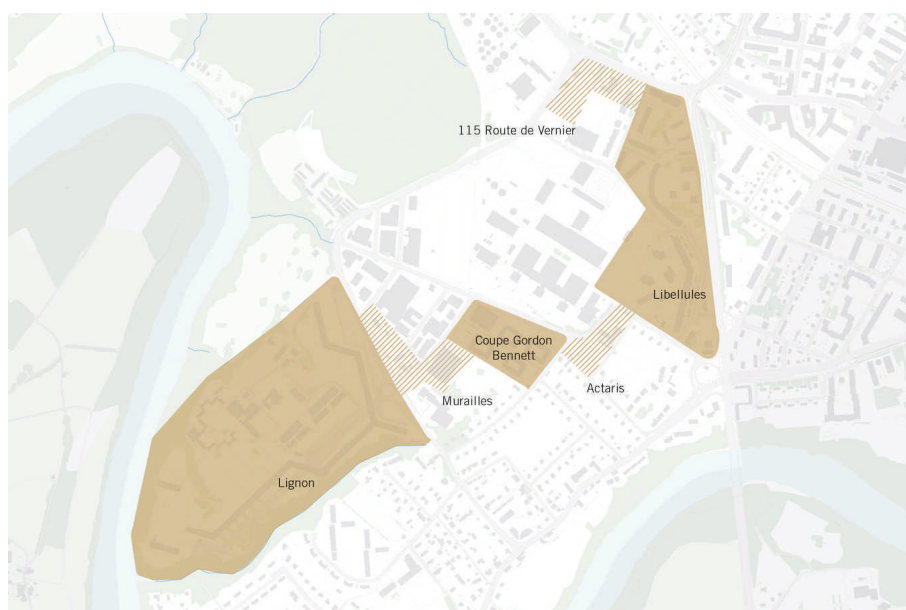 115 Route de Vernier
Libellules
Coupe Gordon
Bennett
Actaris
Murailles
Lignon